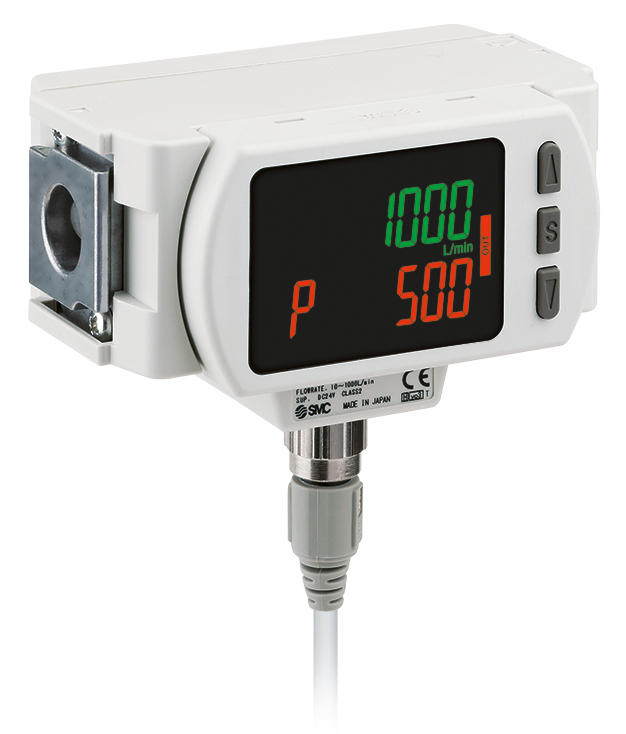 1000
L/min
OUT
P 500
S
FLOWRATE. 10~1000L/min
SUP. DC24V CLASS2
SMC MADE IN JAPAN
CE
T